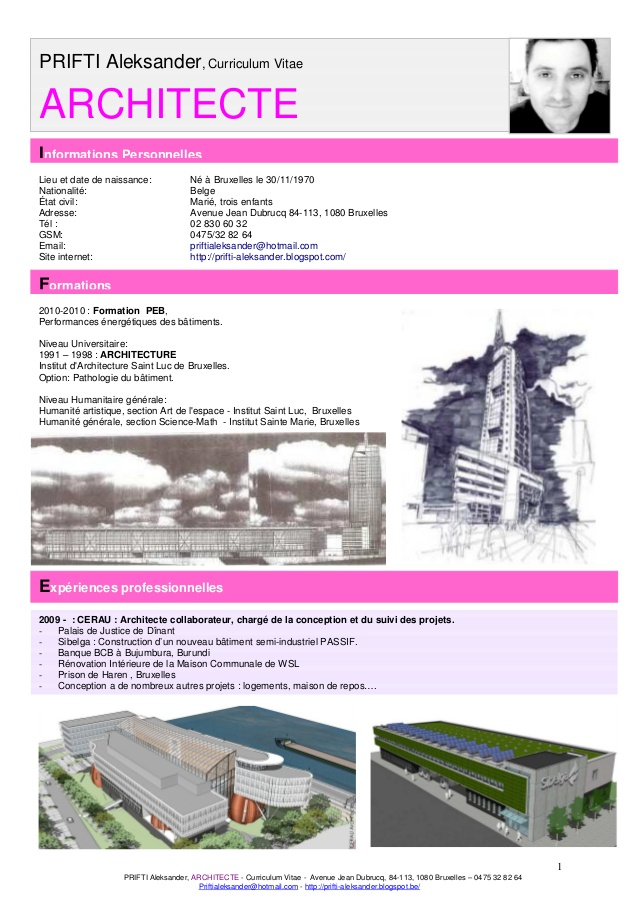 PRIFTI Aleksander, Curriculum Vitae
ARCHITECTE
Informations Personnelles
Lieu et date de naissance: Né à Bruxelles le 30/11/1970
Nationalité: Belge
État civil: Marié, trois enfants
Adresse: Avenue Jean Dubrucq 84-113, 1080 Bruxelles
Tél : 02 830 60 32
GSM: 0475/32 82 64
Email: priftialeksander@hotmail.com
Site internet: http://prifti-aleksander.blogspot.com/
Formations
2010-2010 : Formation PEB,
Performances énergétiques des bâtiments.
Niveau Universitaire:
1991 – 1998 : ARCHITECTURE
Institut d'Architecture Saint Luc de Bruxelles.
Option: Pathologie du bâtiment.
Niveau Humanitaire générale:
Humanité artistique, section Art de l'espace - Institut Saint Luc, Bruxelles
Humanité générale, section Science-Math - Institut Sainte Marie, Bruxelles
Expériences professionnelles
2009 - : CERAU : Architecte collaborateur, chargé de la conception et du suivi des projets.
- Palais de Justice de Dînant
- Sibelga : Construction d'un nouveau bâtiment semi-industriel PASSIF.
- Banque BCB à Bujumbura, Burundi
- Rénovation Intérieure de la Maison Communale de WSL
- Prison de Haren , Bruxelles
- Conception a de nombreux autres projets : logements, maison de repos….
1
PRIFTI Aleksander, ARCHITECTE - Curriculum Vitae - Avenue Jean Dubrucq, 84-113, 1080 Bruxelles – 0475 32 82 64
Priftialeksander@hotmail.com - http://prifti-aleksander.blogspot.be/